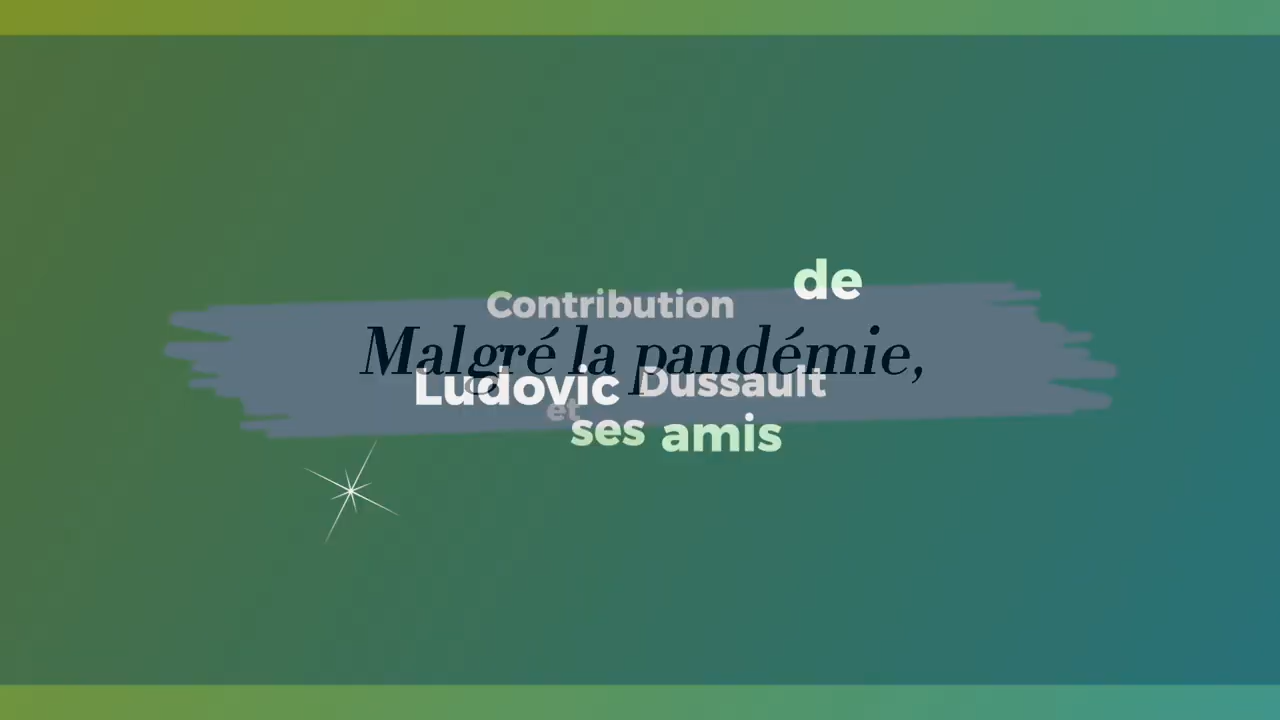 Contribution de
Malgré la pandémie,
Ludovic Dussault
et
ses amis